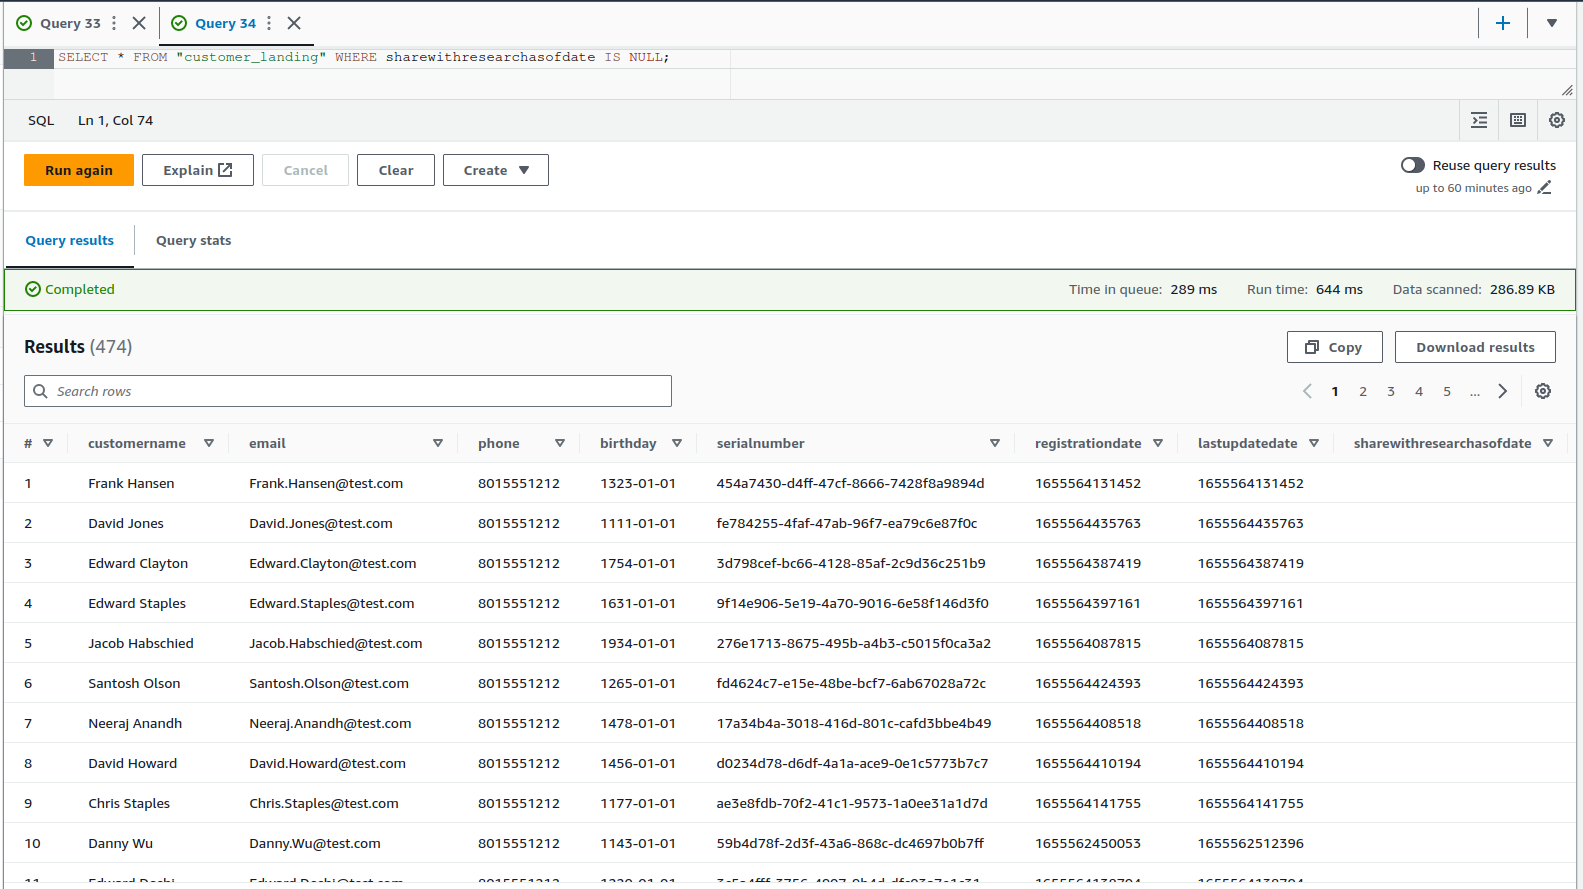 Query 33 Query 34
1 SELECT * FROM "customer_landing" WHERE sharewithresearchasofdate IS NULL;
SQL Ln 1, Col 74
Run again Explain Cancel Clear Create Reuse query results
up to 60 minutes ago
Query results Query stats
Completed Time in queue: 289 ms Run time: 644 ms Data scanned: 286.89 KB
Results (474) Copy Download results
Search rows 1 2 3 4 5 ...
# customername email phone birthday serialnumber registrationdate lastupdatedate sharewithresearchasofdate
1 Frank Hansen Frank.Hansen@test.com 8015551212 1323-01-01 454a7430-d4ff-47cf-8666-7428f8a9894d 1655564131452 1655564131452
2 David Jones David.Jones@test.com 8015551212 1111-01-01 fe784255-4faf-47ab-96f7-ea79c6e87f0c 1655564435763 1655564435763
3 Edward Clayton Edward.Clayton@test.com 8015551212 1754-01-01 3d798cef-bc66-4128-85af-2c9d36c251b9 1655564387419 1655564387419
4 Edward Staples Edward.Staples@test.com 8015551212 1631-01-01 9f14e906-5e19-4a70-9016-6e58f146d3f0 1655564397161 1655564397161
5 Jacob Habschied Jacob.Habschied@test.com 8015551212 1934-01-01 276e1713-8675-495b-a4b3-c5015f0ca3a2 1655564087815 1655564087815
6 Santosh Olson Santosh.Olson@test.com 8015551212 1265-01-01 fd4624c7-e15e-48be-bcf7-6ab67028a72c 1655564424393 1655564424393
7 Neeraj Anandh Neeraj.Anandh@test.com 8015551212 1478-01-01 17a34b4a-3018-416d-801c-cafd3bbe4b49 1655564408518 1655564408518
8 David Howard David.Howard@test.com 8015551212 1456-01-01 d0234d78-d6df-4a1a-ace9-0e1c5773b7c7 1655564410194 1655564410194
9 Chris Staples Chris.Staples@test.com 8015551212 1177-01-01 ae3e8fdb-70f2-41c1-9573-1a0ee31a1d7d 1655564141755 1655564141755
10 Danny Wu Danny.Wu@test.com 8015551212 1143-01-01 59b4d78f-2d3f-43a6-868c-dc4697b0b7ff 1655562450053 1655562512396